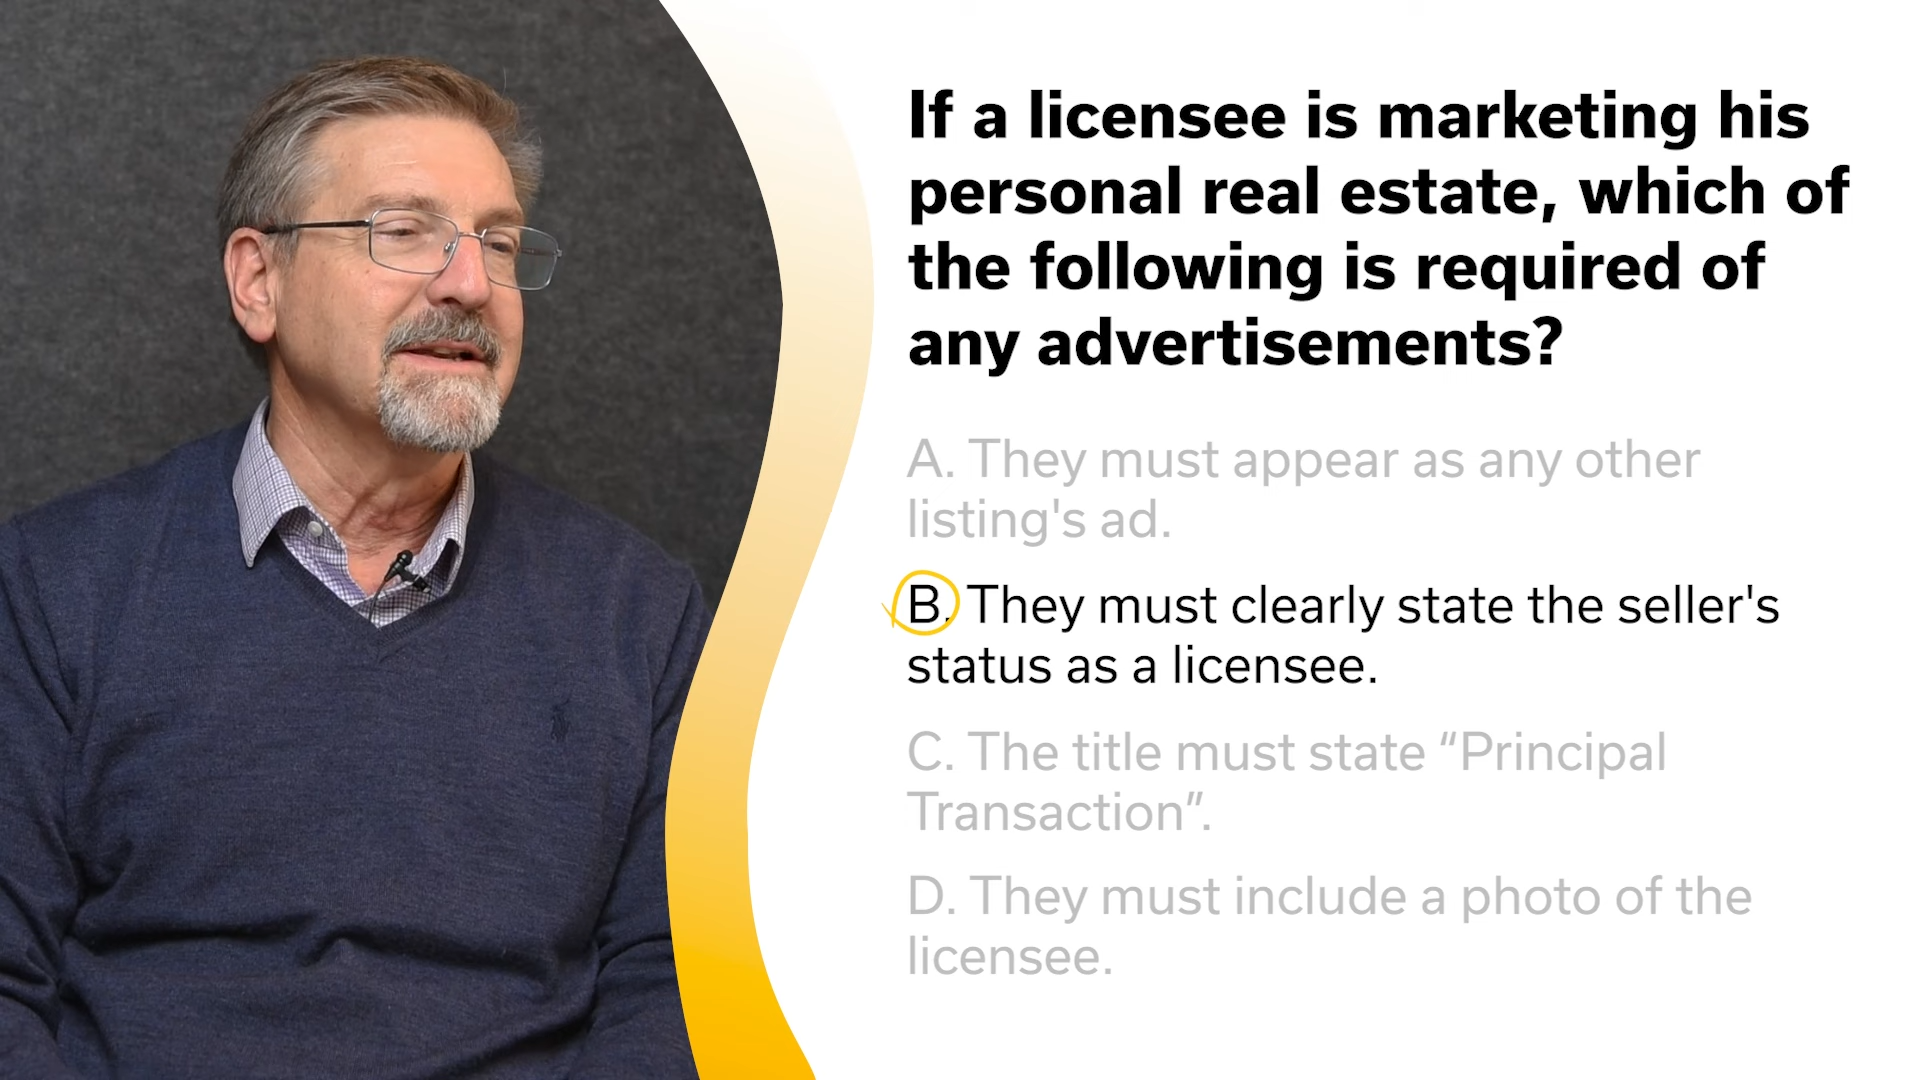 If a licensee is marketing his
personal real estate, which of
the following is required of
any advertisements?
A. They must appear as any other
listing's ad.
B. They must clearly state the seller's
status as a licensee.
C. The title must state “Principal
Transaction”.
D. They must include a photo of the
licensee.